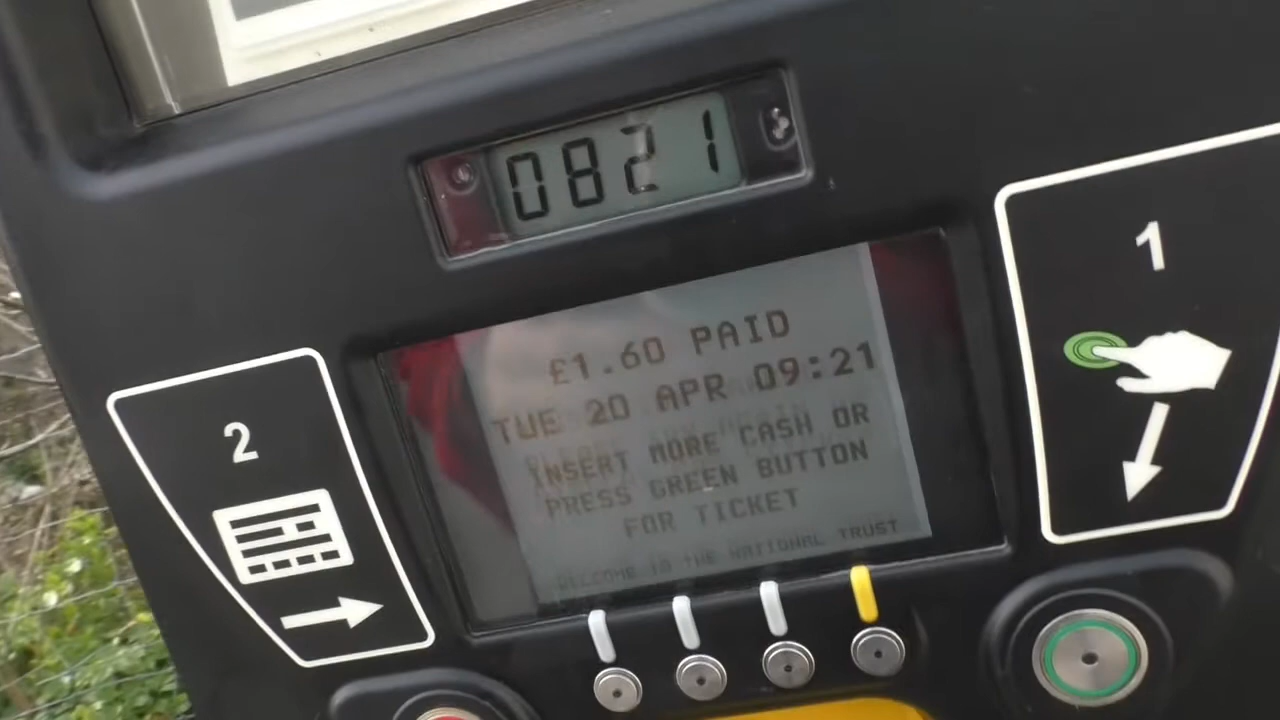 0821
£1.60 PAID
TUE 20 APR 09:21
INSERT MORE CASH OR
PRESS GREEN BUTTON
FOR TICKET
WELCOME TO THE NATIONAL TRUST
1
2